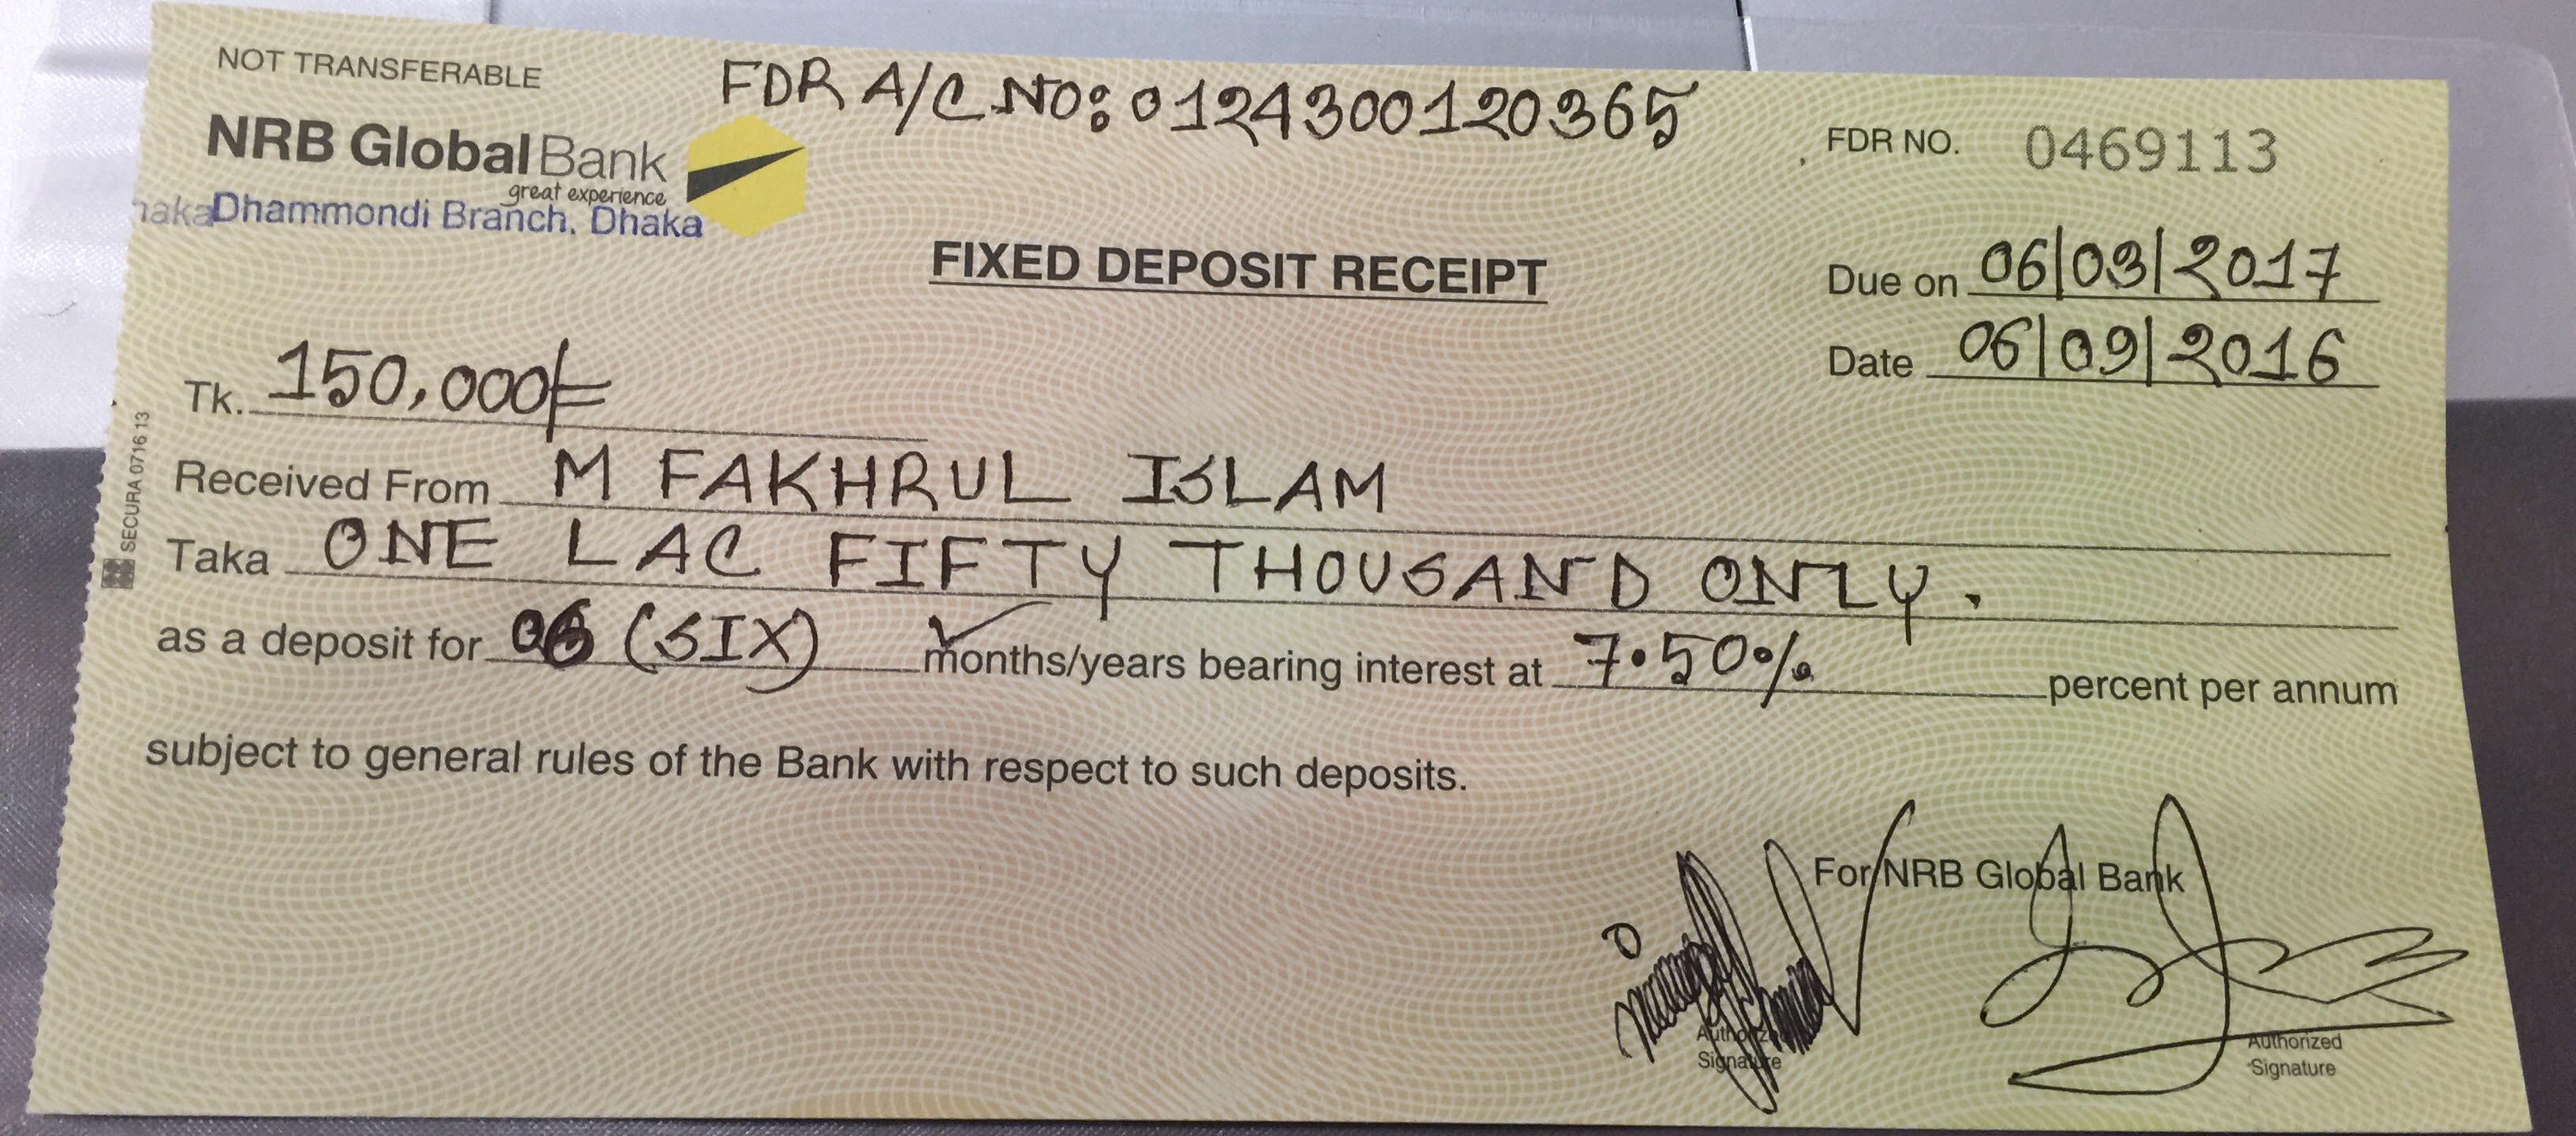 NOT TRANSFERABLE
FDR A/C NO: 0124300120365
FDR NO. 0469113
NRB Global Bank
great experience
haka Dhammondi Branch, Dhaka
FIXED DEPOSIT RECEIPT
Due on 06/03/2017
Date 06/09/2016
Tk. 150,000/=
Received From M FAKHRUL ISLAM
Taka ONE LAC FIFTY THOUSAND ONLY.
as a deposit for 06 (SIX) months/years bearing interest at 7.50% percent per annum
subject to general rules of the Bank with respect to such deposits.
For NRB Global Bank
Authorized Signature
Authorized Signature
SECURA 0716 13